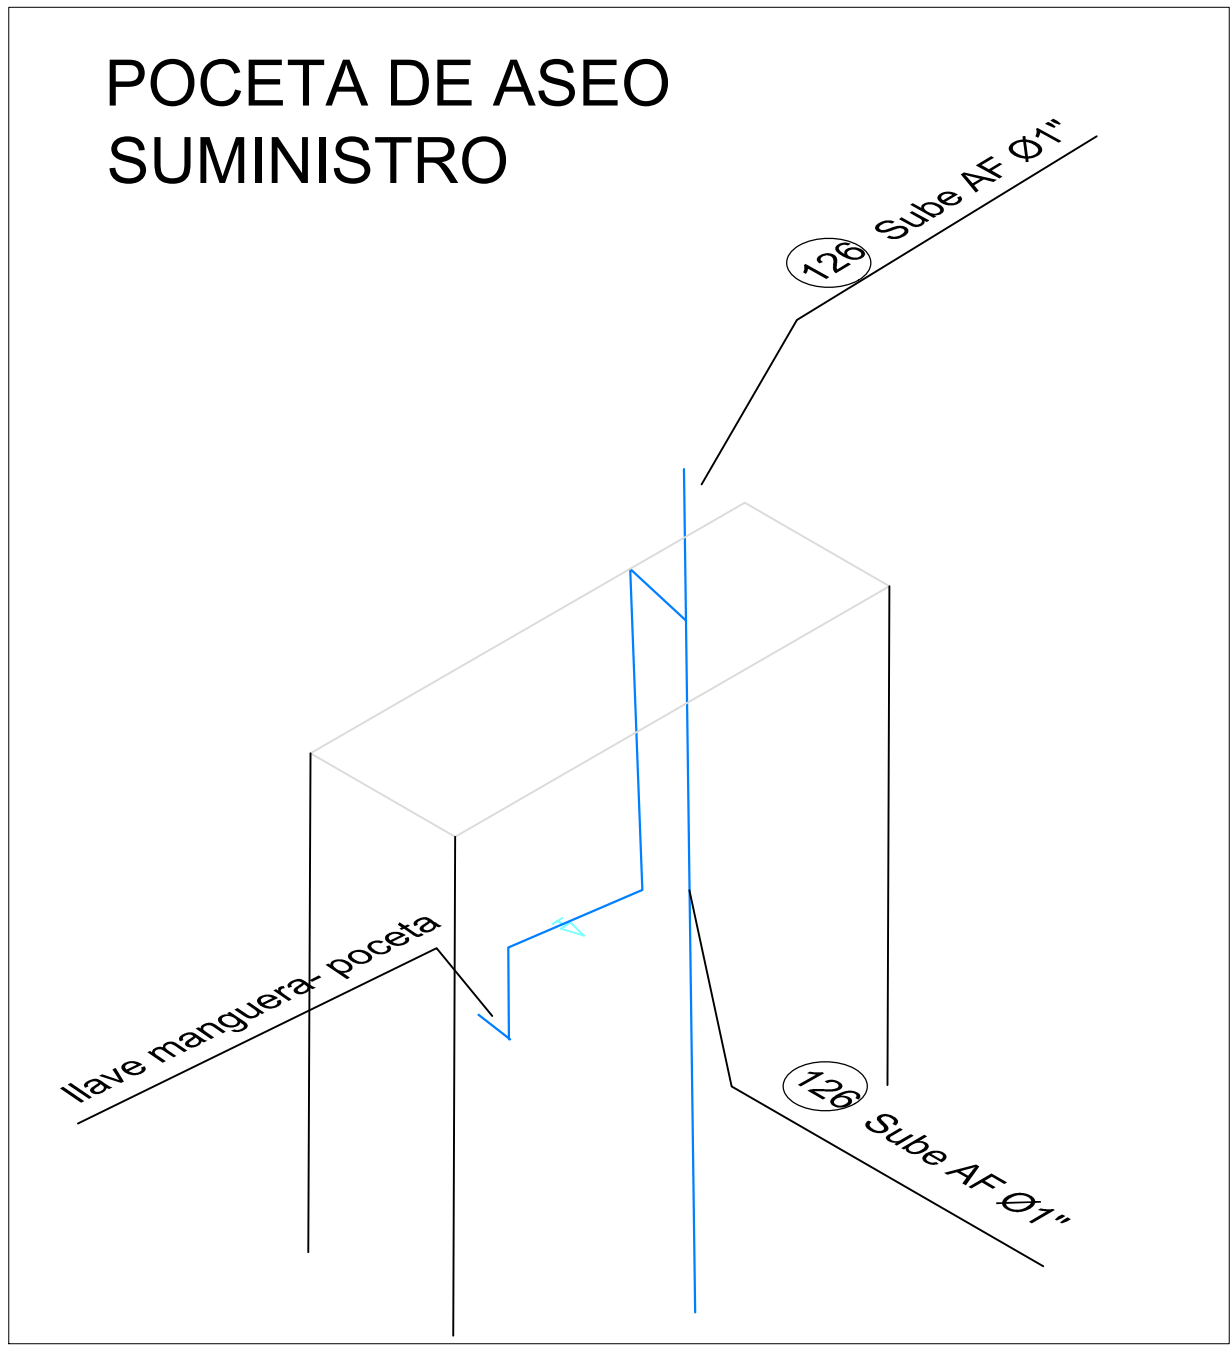 POCETA DE ASEO
SUMINISTRO
126 Sube AF Ø1"
llave manguera- poceta
126 Sube AF Ø1"